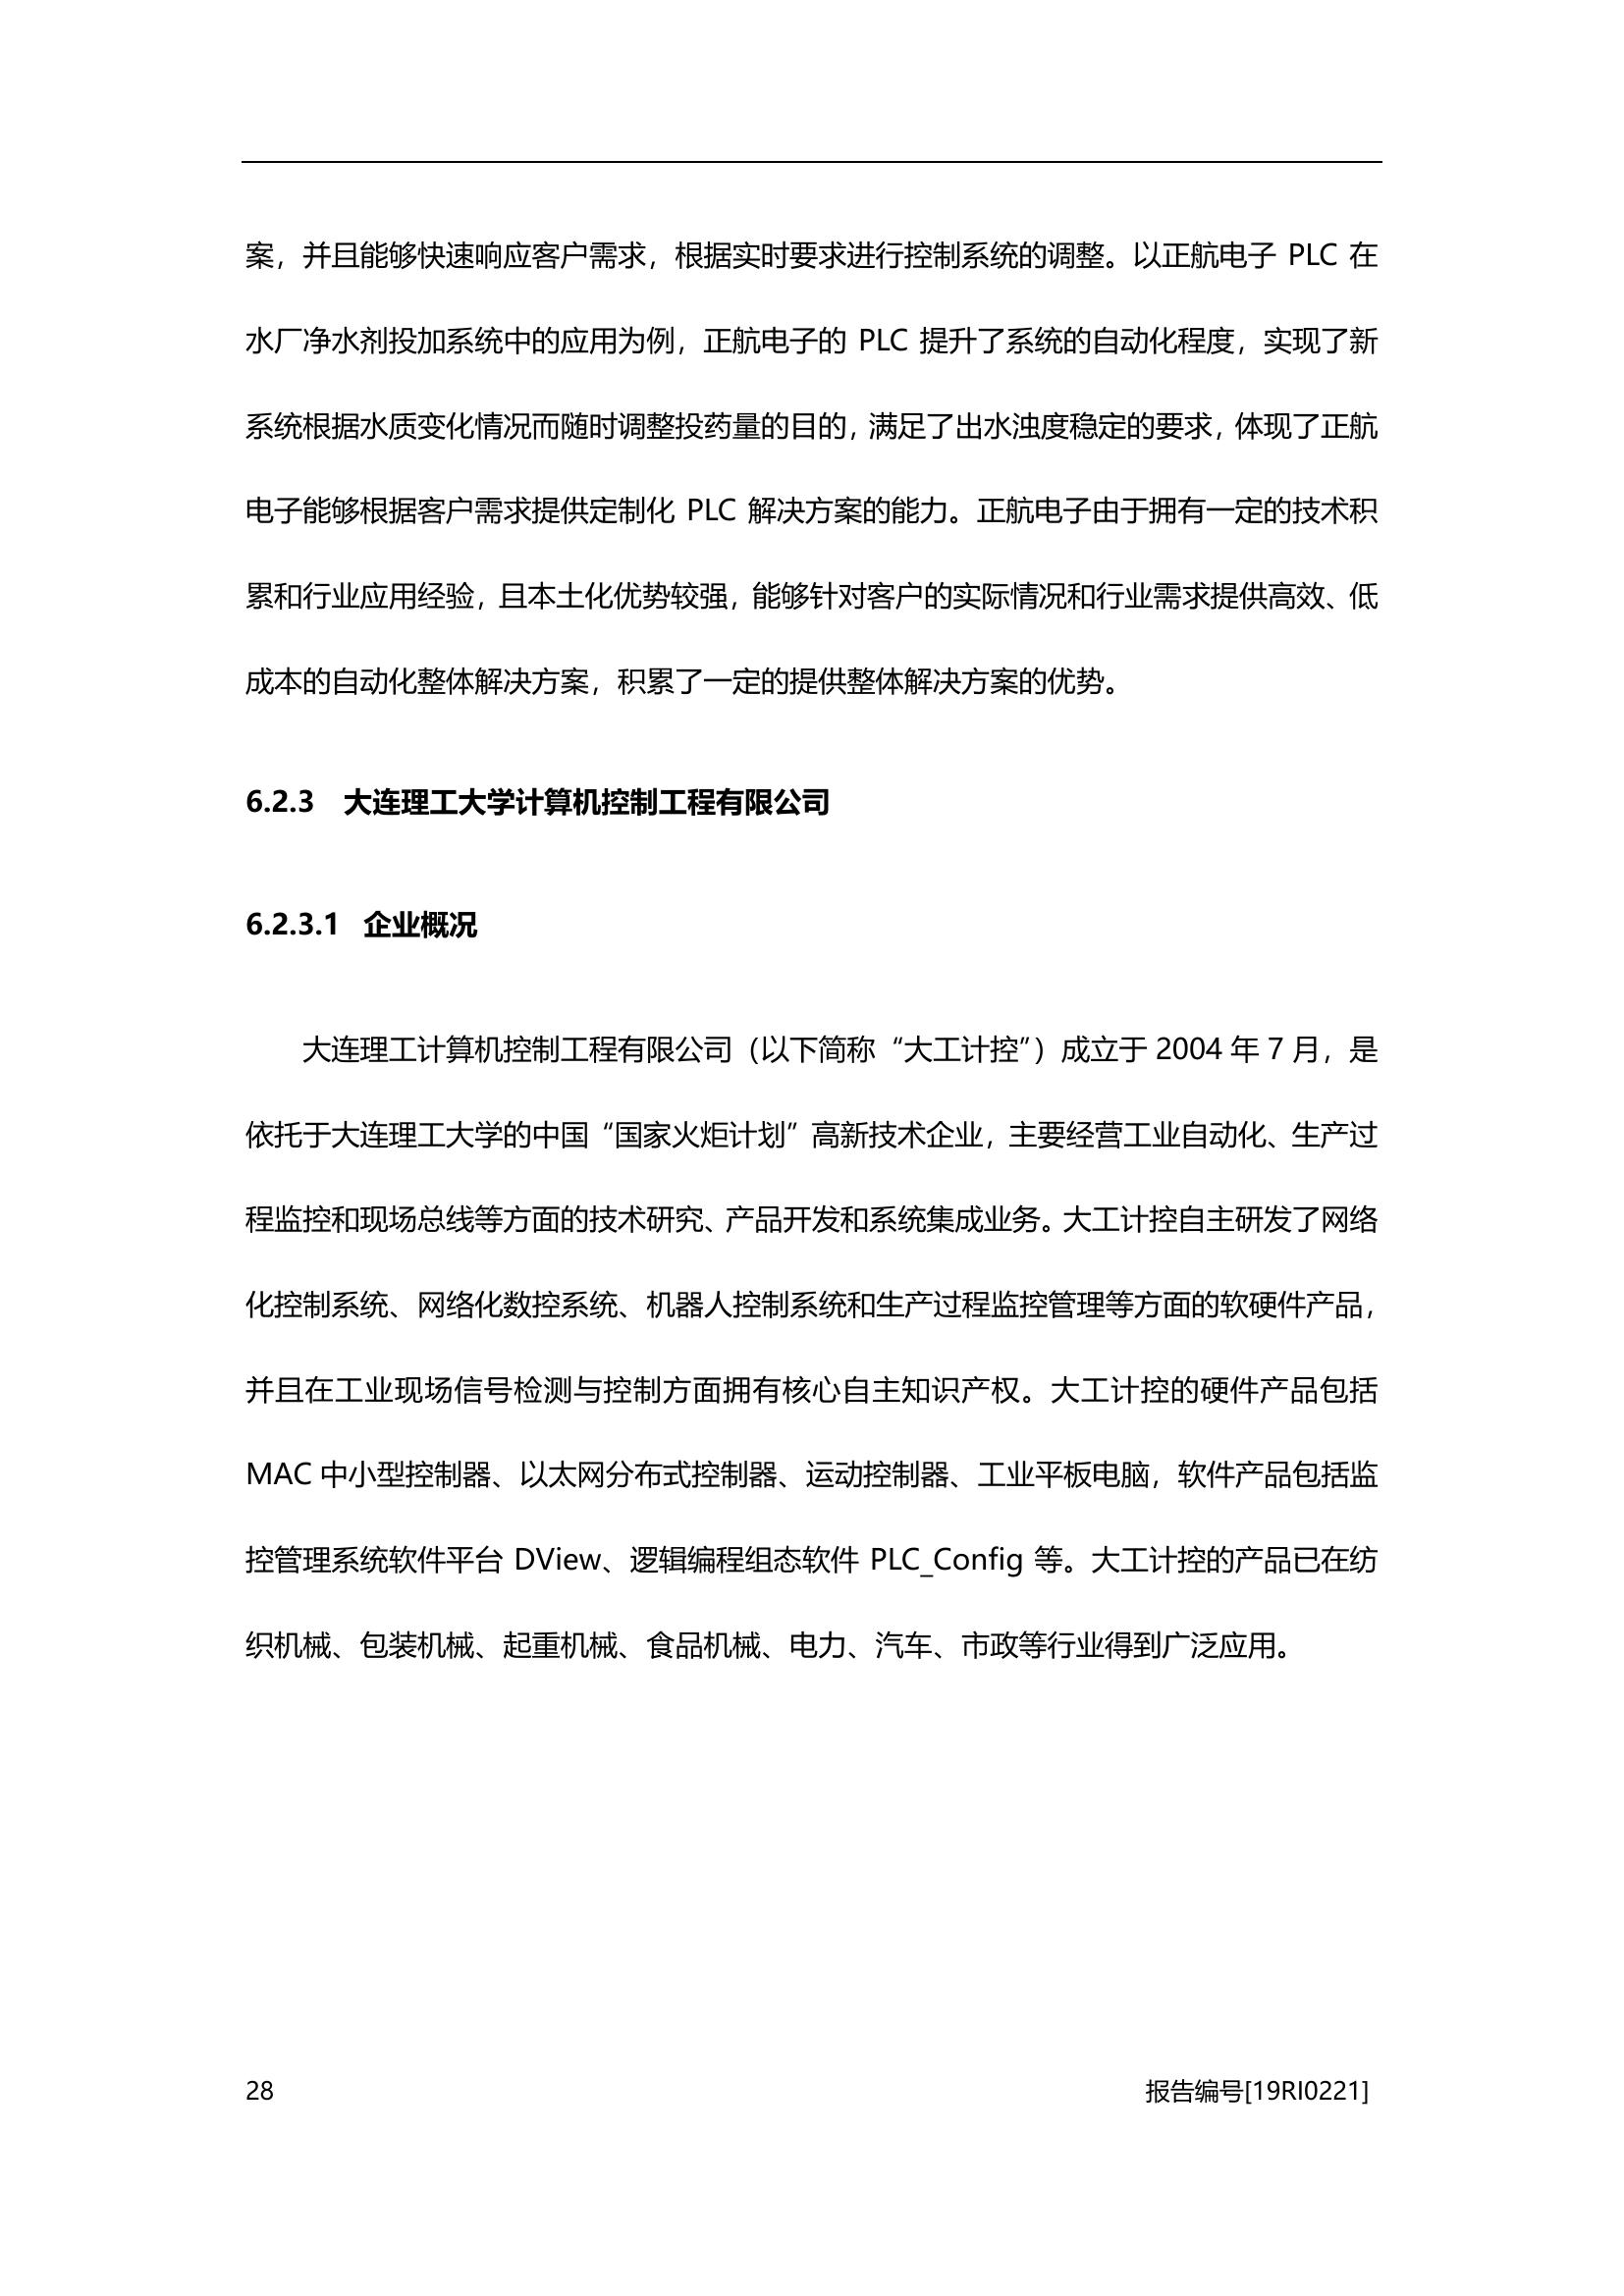 案，并且能够快速响应客户需求，根据实时要求进行控制系统的调整。以正航电子 PLC 在
水厂净水剂投加系统中的应用为例，正航电子的 PLC 提升了系统的自动化程度，实现了新
系统根据水质变化情况而随时调整投药量的目的，满足了出水浊度稳定的要求，体现了正航
电子能够根据客户需求提供定制化 PLC 解决方案的能力。正航电子由于拥有一定的技术积
累和行业应用经验，且本土化优势较强，能够针对客户的实际情况和行业需求提供高效、低
成本的自动化整体解决方案，积累了一定的提供整体解决方案的优势。
6.2.3 大连理工大学计算机控制工程有限公司
6.2.3.1 企业概况
大连理工计算机控制工程有限公司（以下简称“大工计控”）成立于 2004 年 7 月，是
依托于大连理工大学的中国“国家火炬计划”高新技术企业，主要经营工业自动化、生产过
程监控和现场总线等方面的技术研究、产品开发和系统集成业务。大工计控自主研发了网络
化控制系统、网络化数控系统、机器人控制系统和生产过程监控管理等方面的软硬件产品，
并且在工业现场信号检测与控制方面拥有核心自主知识产权。大工计控的硬件产品包括
MAC 中小型控制器、以太网分布式控制器、运动控制器、工业平板电脑，软件产品包括监
控管理系统软件平台 DView、逻辑编程组态软件 PLC_Config 等。大工计控的产品已在纺
织机械、包装机械、起重机械、食品机械、电力、汽车、市政等行业得到广泛应用。
28 报告编号[19RI0221]